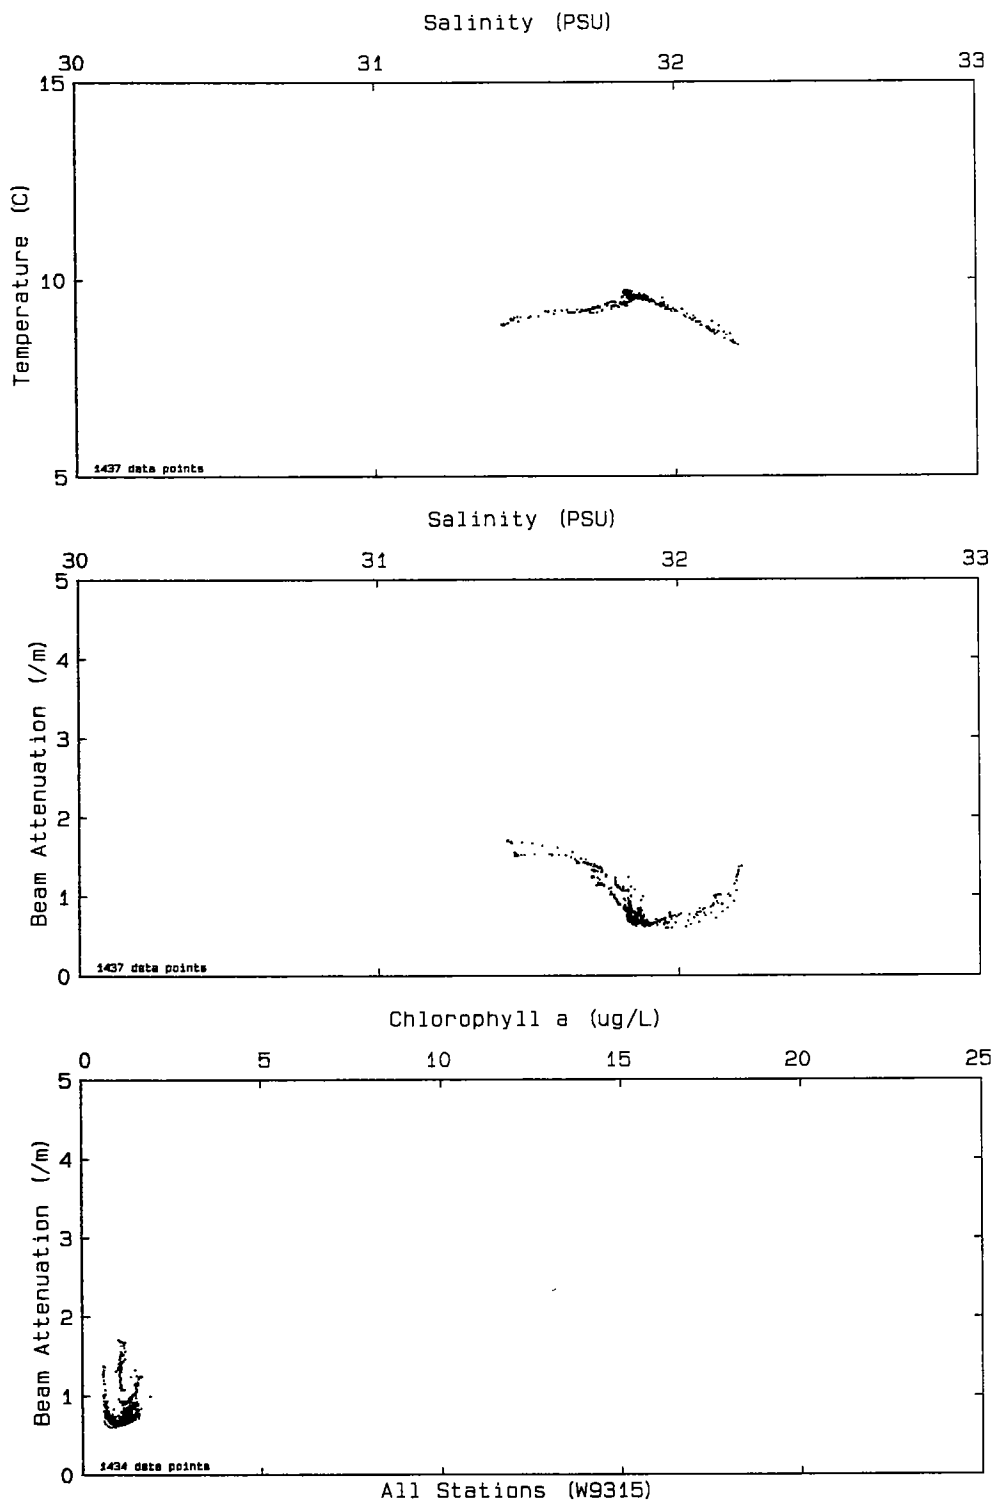 Salinity (PSU)
30 31 32 33
15
10
5
Temperature (C)
1437 data points
Salinity (PSU)
30 31 32 33
5
4
3
2
1
0
Beam Attenuation (/m)
1437 data points
Chlorophyll a (ug/L)
0 5 10 15 20 25
5
4
3
2
1
0
Beam Attenuation (/m)
1434 data points
All Stations (W9315)